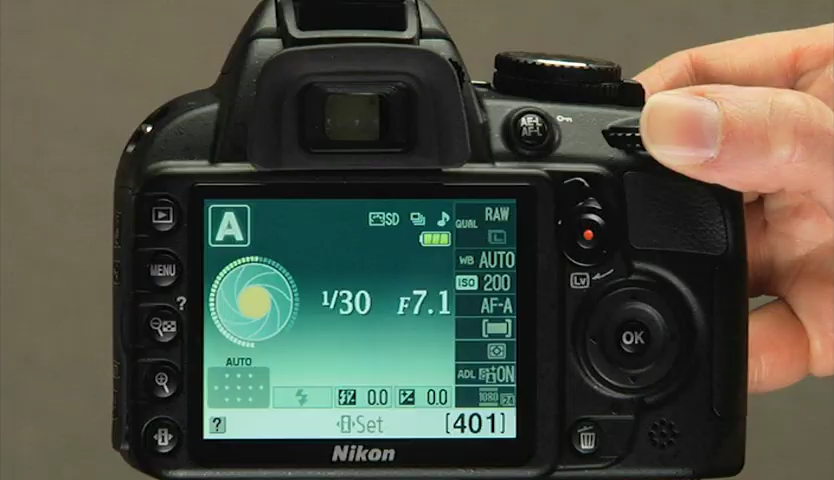 AE-L
AF-L
A
SD
QUAL RAW
L
WB AUTO
ISO 200
1/30 F7.1
AF-A
AUTO
ADL ON
1080
0.0 0.0
? Set [401]
MENU
?
Lv
OK
Nikon